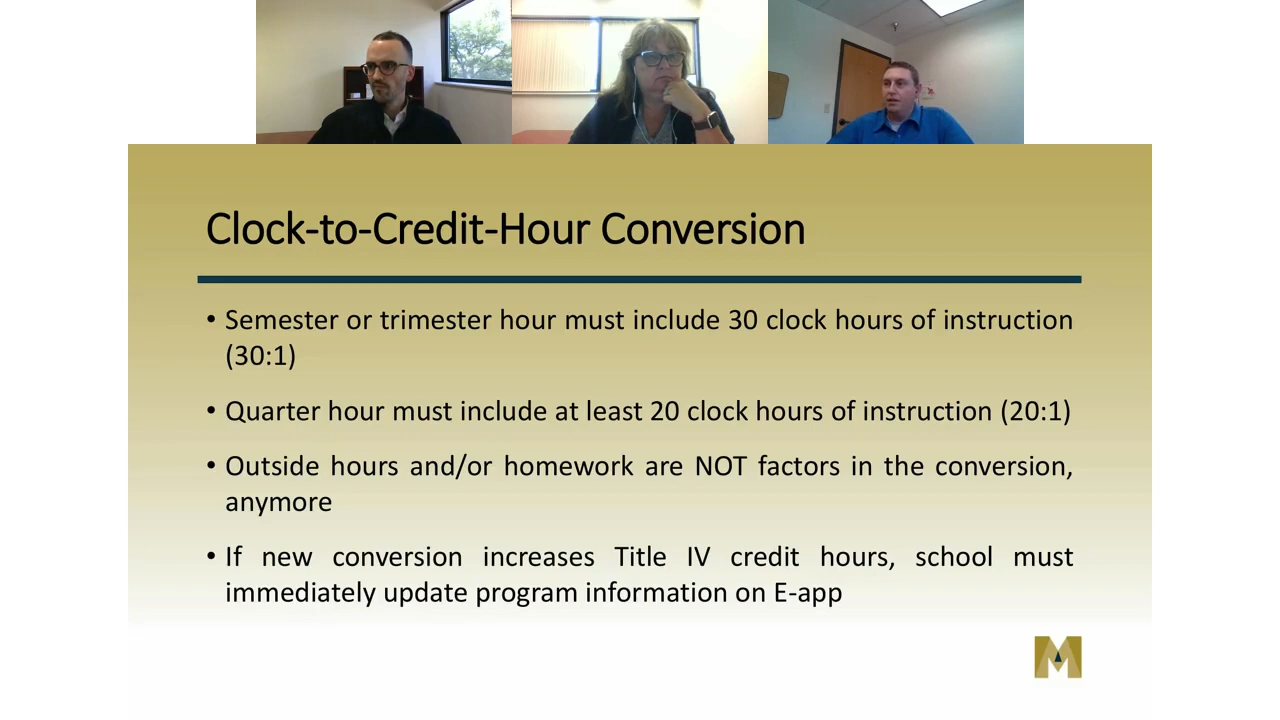 Clock-to-Credit-Hour Conversion
• Semester or trimester hour must include 30 clock hours of instruction
(30:1)
• Quarter hour must include at least 20 clock hours of instruction (20:1)
• Outside hours and/or homework are NOT factors in the conversion,
anymore
• If new conversion increases Title IV credit hours, school must
immediately update program information on E-app
M